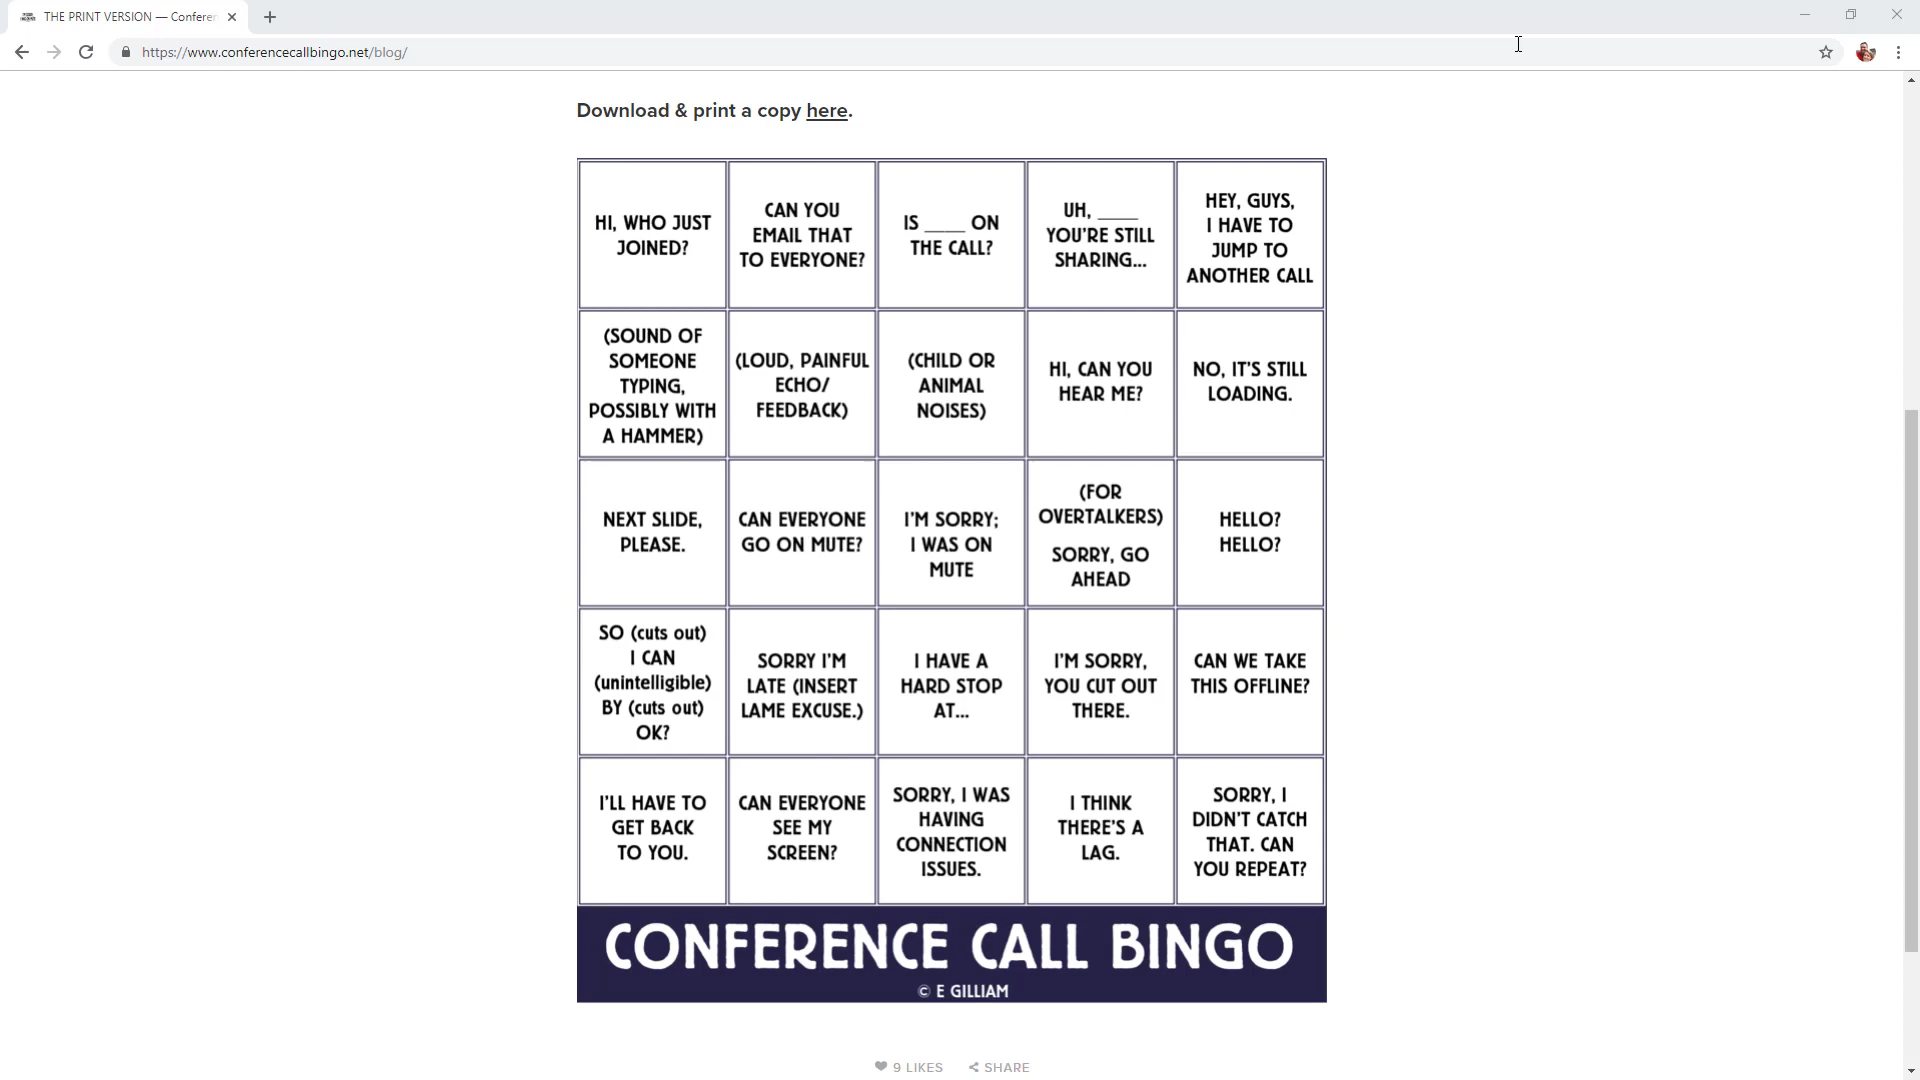 THE PRINT VERSION — Conferen
https://www.conferencecallbingo.net/blog/
Download & print a copy here.
HI, WHO JUST
JOINED?
CAN YOU
EMAIL THAT
TO EVERYONE?
IS ____ ON
THE CALL?
UH, ____
YOU'RE STILL
SHARING...
HEY, GUYS,
I HAVE TO
JUMP TO
ANOTHER CALL
(SOUND OF
SOMEONE
TYPING,
POSSIBLY WITH
A HAMMER)
(LOUD, PAINFUL
ECHO/
FEEDBACK)
(CHILD OR
ANIMAL
NOISES)
HI, CAN YOU
HEAR ME?
NO, IT'S STILL
LOADING.
NEXT SLIDE,
PLEASE.
CAN EVERYONE
GO ON MUTE?
I'M SORRY;
I WAS ON
MUTE
(FOR
OVERTALKERS)
SORRY, GO
AHEAD
HELLO?
HELLO?
SO (cuts out)
I CAN
(unintelligible)
BY (cuts out)
OK?
SORRY I'M
LATE (INSERT
LAME EXCUSE.)
I HAVE A
HARD STOP
AT...
I'M SORRY,
YOU CUT OUT
THERE.
CAN WE TAKE
THIS OFFLINE?
I'LL HAVE TO
GET BACK
TO YOU.
CAN EVERYONE
SEE MY
SCREEN?
SORRY, I WAS
HAVING
CONNECTION
ISSUES.
I THINK
THERE'S A
LAG.
SORRY, I
DIDN'T CATCH
THAT. CAN
YOU REPEAT?
CONFERENCE CALL BINGO
© E GILLIAM
9 LIKES
SHARE